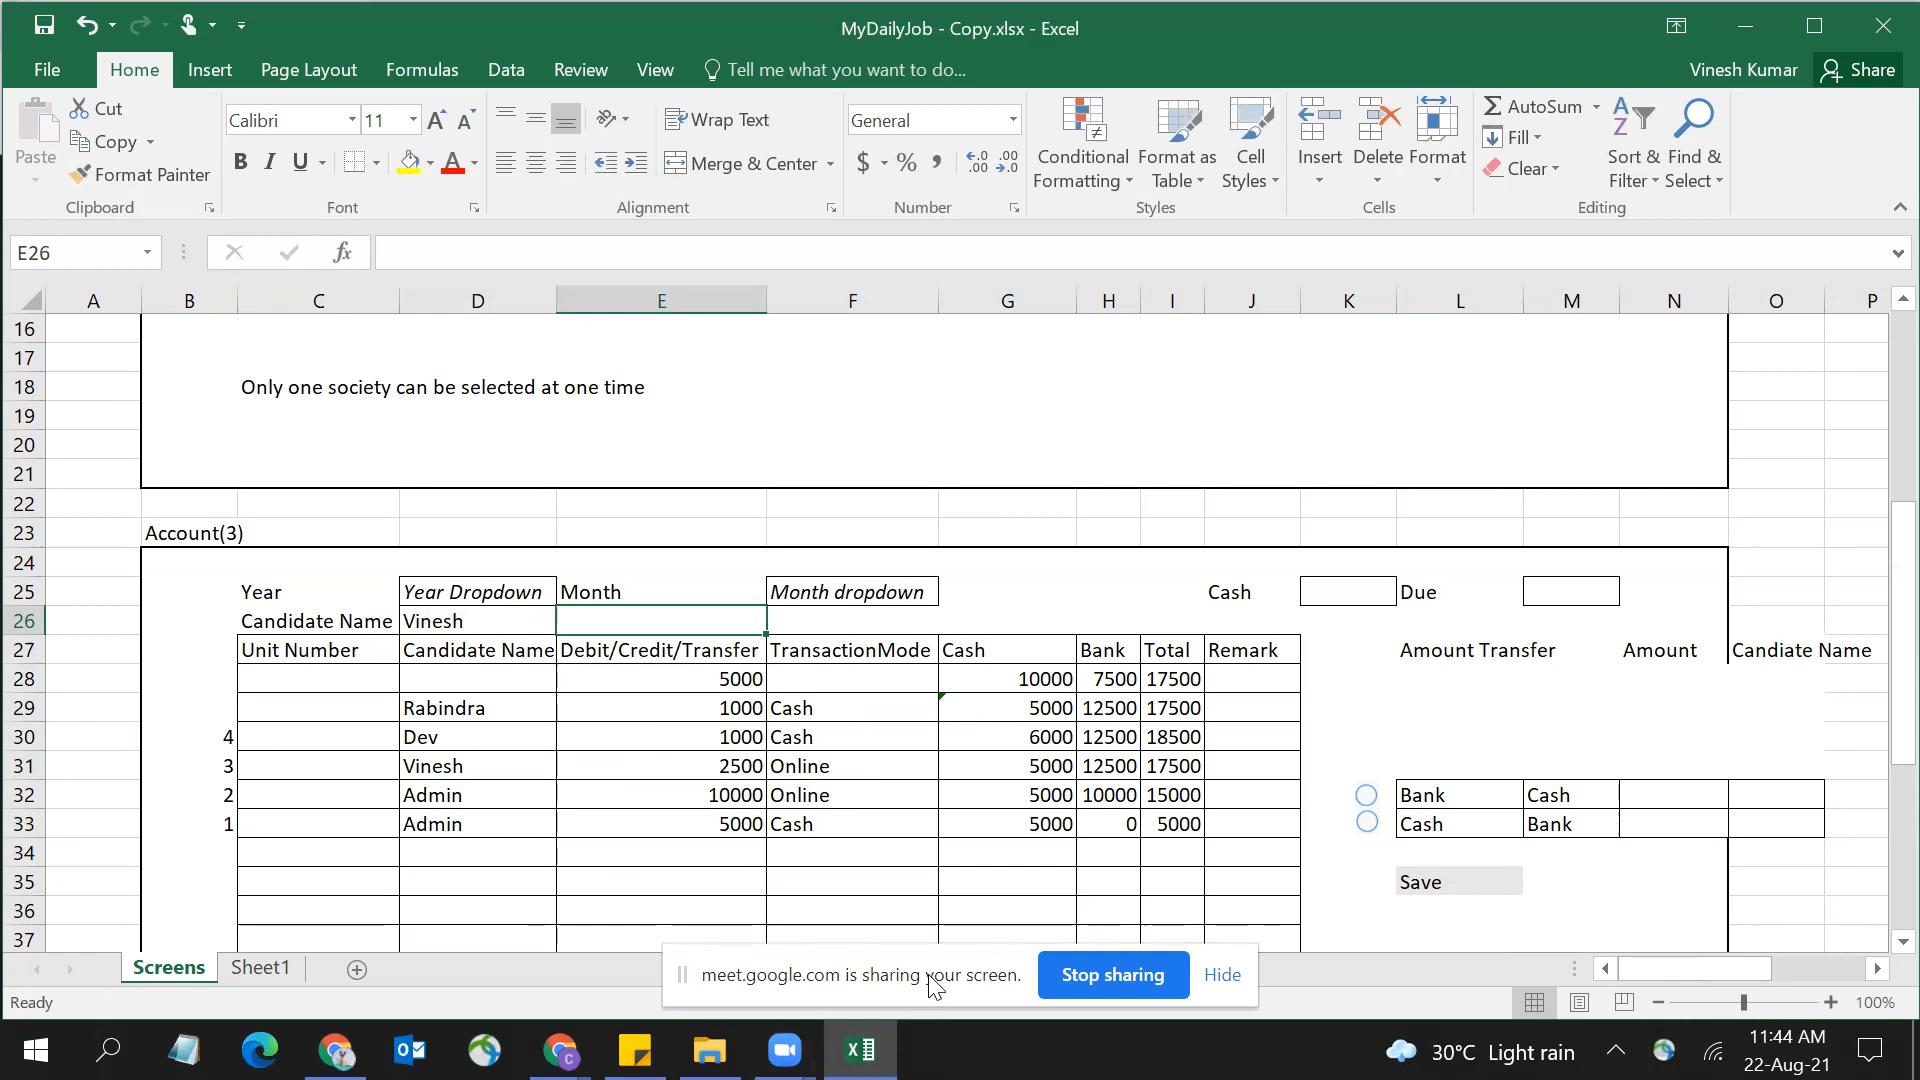 MyDailyJob - Copy.xlsx - Excel
File Home Insert Page Layout Formulas Data Review View Tell me what you want to do... Vinesh Kumar Share
Paste Cut Copy Format Painter Clipboard
Calibri 11 B I U A Font
Wrap Text Merge & Center Alignment
General $ % Number
Conditional Formatting Format as Table Cell Styles Styles
Insert Delete Format Cells
AutoSum Fill Clear Sort & Filter Find & Select Editing
E26 fx
A B C D E F G H I J K L M N O P
16
17
18 Only one society can be selected at one time
19
20
21
22
23 Account(3)
24
25 Year Year Dropdown Month Month dropdown Cash Due
26 Candidate Name Vinesh
27 Unit Number Candidate Name Debit/Credit/Transfer TransactionMode Cash Bank Total Remark Amount Transfer Amount Candiate Name
28 5000 10000 7500 17500
29 Rabindra 1000 Cash 5000 12500 17500
30 4 Dev 1000 Cash 6000 12500 18500
31 3 Vinesh 2500 Online 5000 12500 17500
32 2 Admin 10000 Online 5000 10000 15000 Bank Cash
33 1 Admin 5000 Cash 5000 0 5000 Cash Bank
34
35 Save
36
37
Screens Sheet1
meet.google.com is sharing your screen. Stop sharing Hide
Ready 100%
30°C Light rain 11:44 AM
22-Aug-21